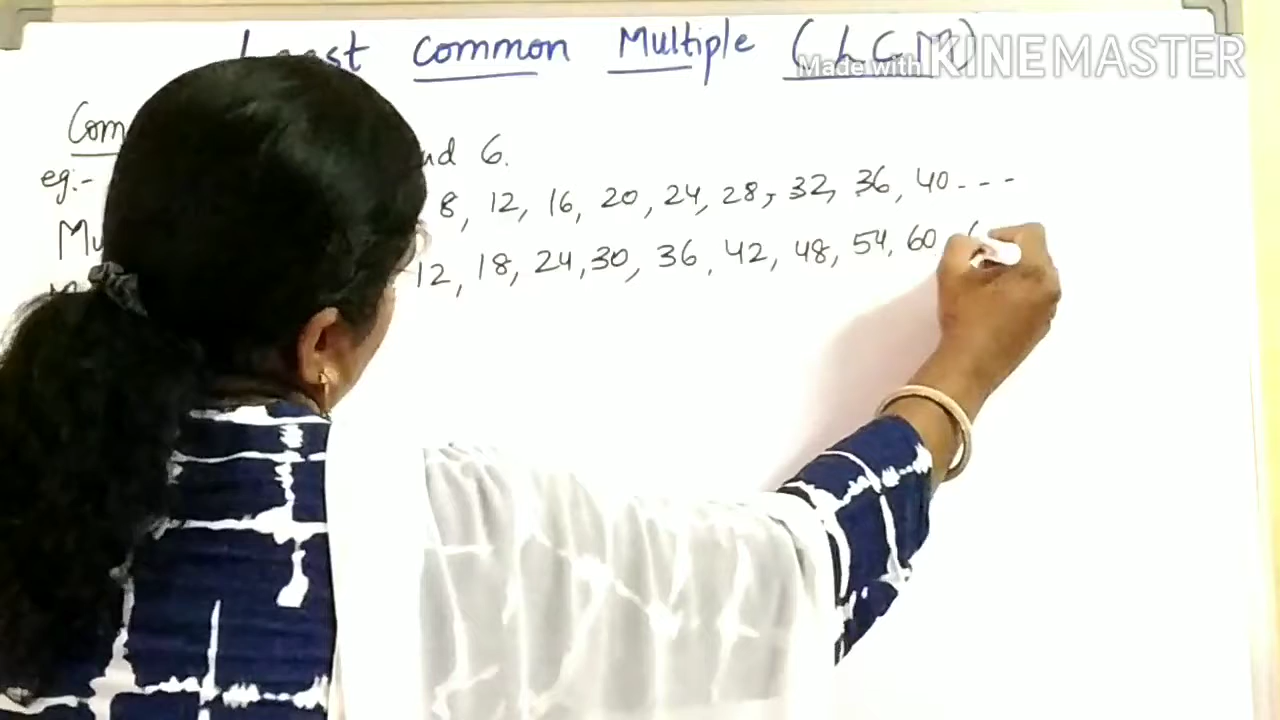 Least Common Multiple (LCM)
Made with KINEMASTER
Com
eg:- and 6.
Mu 8, 12, 16, 20, 24, 28, 32, 36, 40---
12, 18, 24, 30, 36, 42, 48, 54, 60,